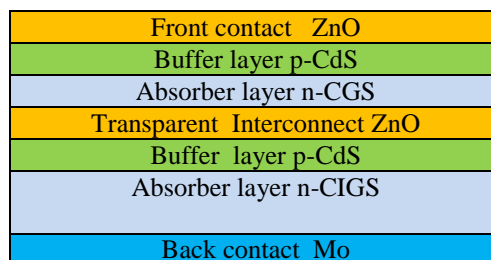 Front contact ZnO
Buffer layer p-CdS
Absorber layer n-CGS
Transparent Interconnect ZnO
Buffer layer p-CdS
Absorber layer n-CIGS
Back contact Mo